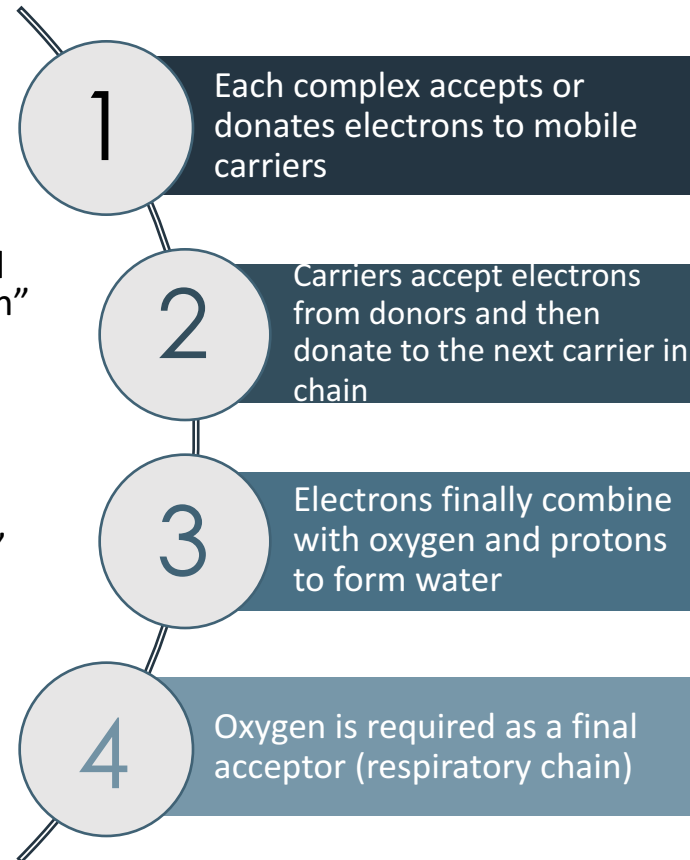 1
Each complex accepts or
donates electrons to mobile
carriers
n”
2
Carriers accept electrons
from donors and then
donate to the next carrier in
chain
3
Electrons finally combine
with oxygen and protons
to form water
4
Oxygen is required as a final
acceptor (respiratory chain)